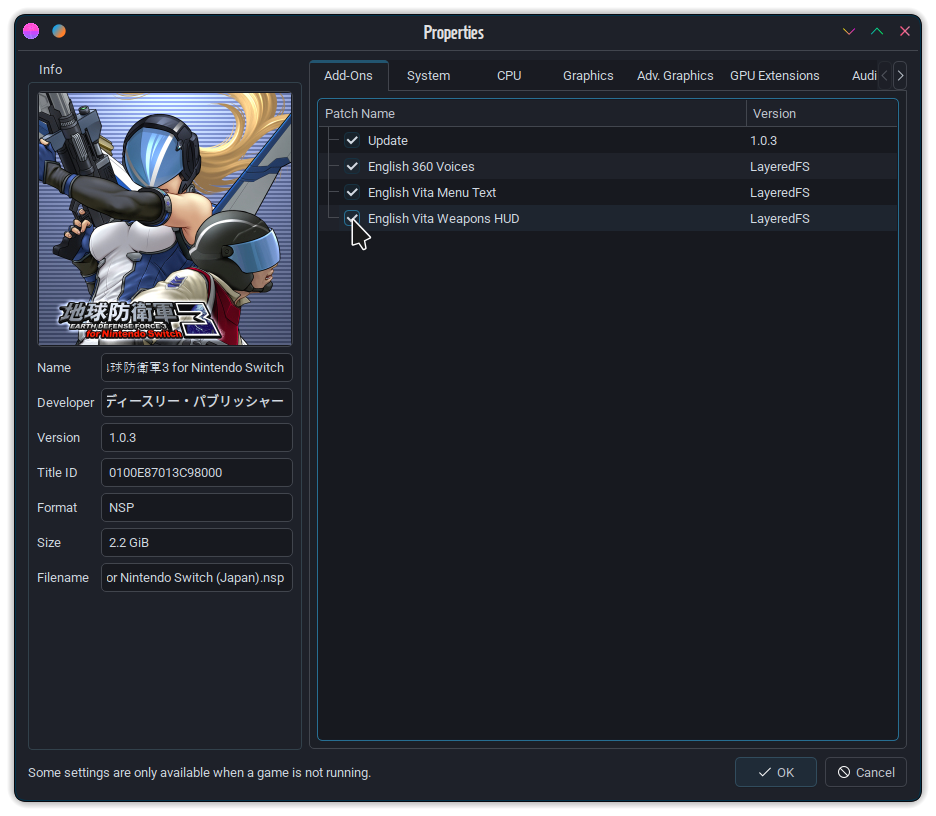 Properties
Info
地球防衛軍3
EARTH DEFENSE FORCE 3
for Nintendo Switch
Name 球防衛軍3 for Nintendo Switch
Developer ディースリー・パブリッシャー
Version 1.0.3
Title ID 0100E87013C98000
Format NSP
Size 2.2 GiB
Filename or Nintendo Switch (Japan).nsp
Add-Ons System CPU Graphics Adv. Graphics GPU Extensions Audi
Patch Name Version
Update 1.0.3
English 360 Voices LayeredFS
English Vita Menu Text LayeredFS
English Vita Weapons HUD LayeredFS
Some settings are only available when a game is not running.
OK Cancel